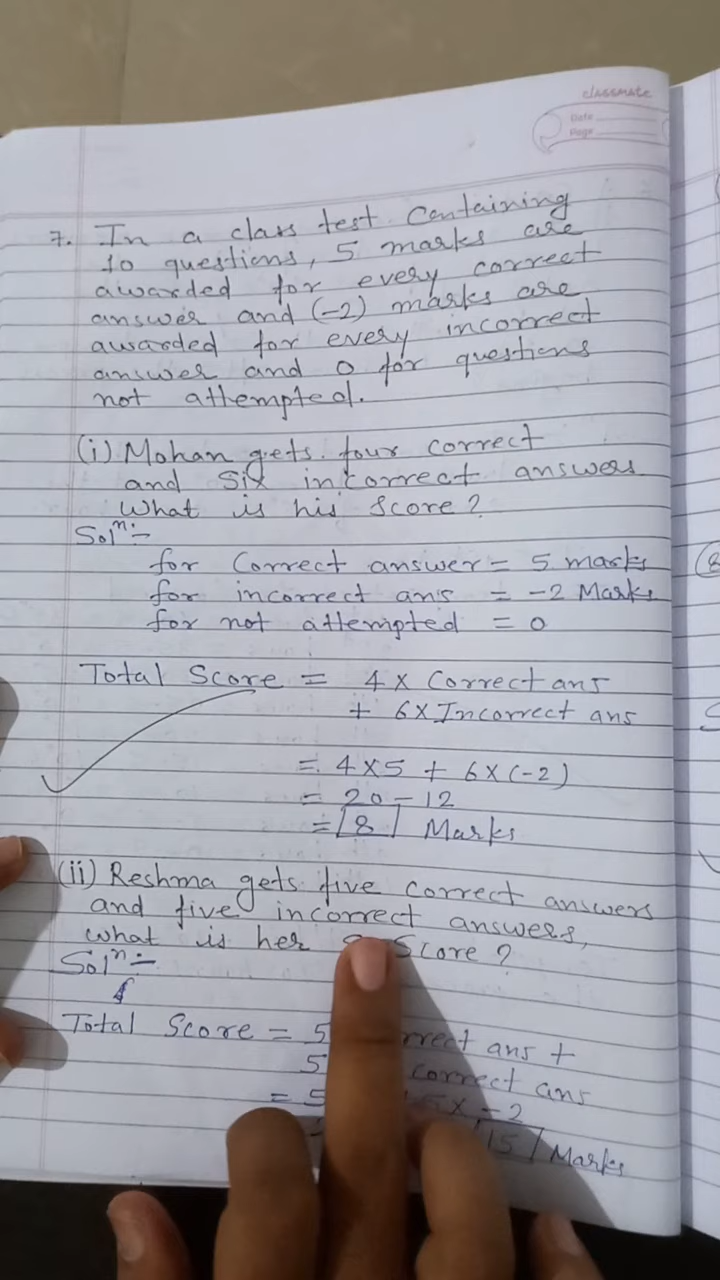 classmate
Date
Page
7. In a class test containing
10 questions, 5 marks are
awarded for every correct
answer and (-2) marks are
awarded for every incorrect
answer and 0 for questions
not attempted.
(i) Mohan gets four correct
and six incorrect answers
What is his score?
Solⁿ:-
for Correct answer = 5 marks
for incorrect ans = -2 Marks
for not attempted = 0
Total Score = 4 x Correct ans
+ 6 x Incorrect ans
= 4 x 5 + 6 x (-2)
= 20 - 12
= 8 Marks
(ii) Reshma gets five correct answers
and five incorrect answers,
what is her Score?
Solⁿ:-
Total Score = 5 ans +
5 ans
= 5 x -2
15 Marks